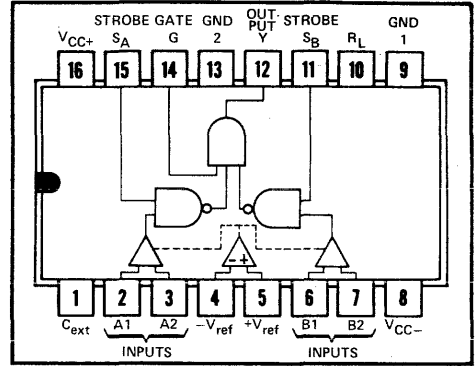 V CC+
STROBE SA
GATE G
GND 2
OUT- PUT Y
STROBE SB
RL
GND 1
16 15 14 13 12 11 10 9
- +
1 2 3 4 5 6 7 8
Cext A1 A2 -Vref +Vref B1 B2 VCC-
INPUTS INPUTS